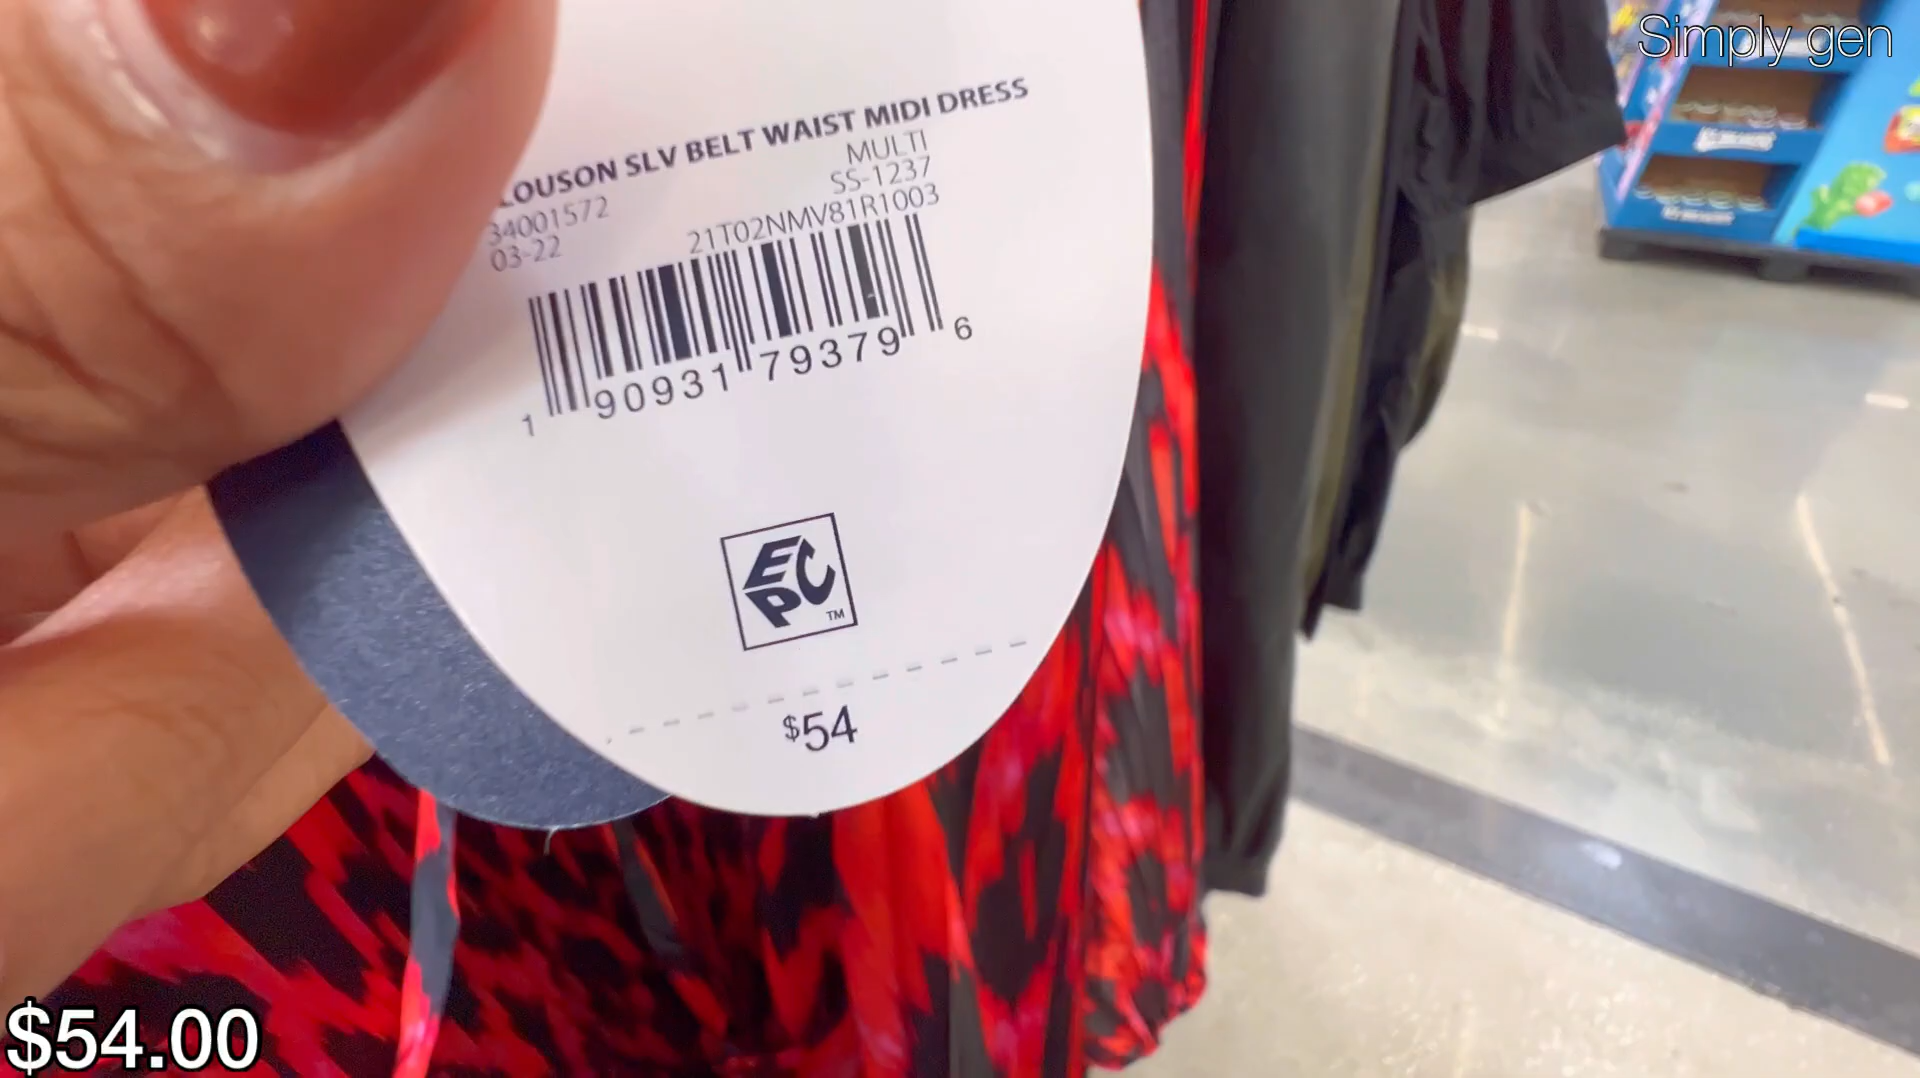 Simply gen
LOUSON SLV BELT WAIST MIDI DRESS
MULTI
34001572
SS-1237
03-22
21T02NMV81R1003
1 90931 79379 6
EPC
TM
$54
$54.00